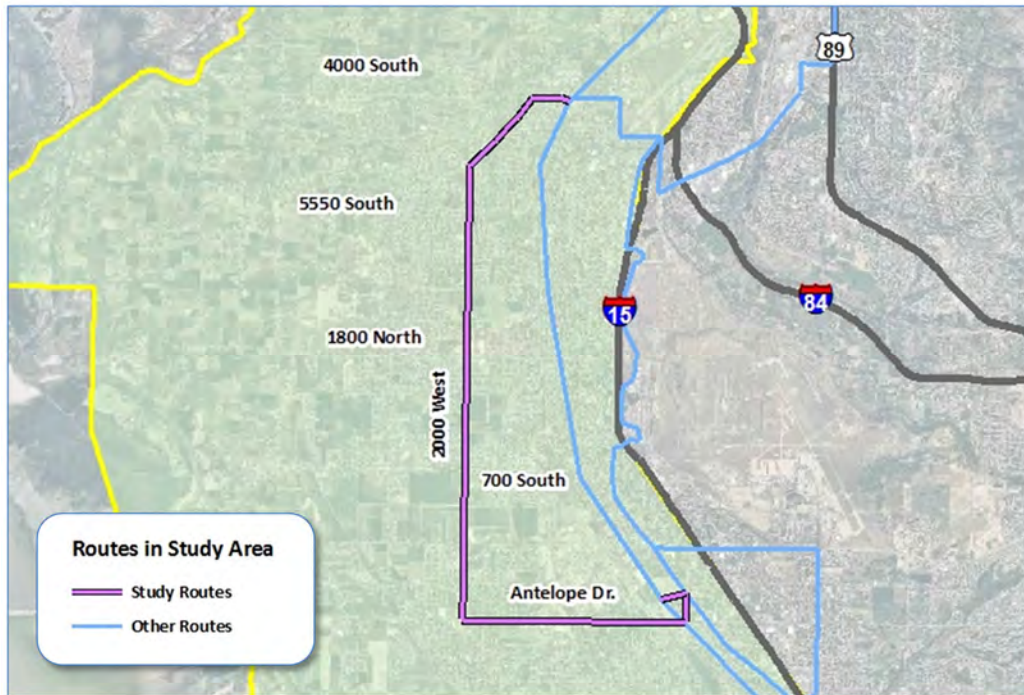 4000 South
89
5550 South
15
84
1800 North
2000 West
700 South
Antelope Dr.
Routes in Study Area
Study Routes
Other Routes